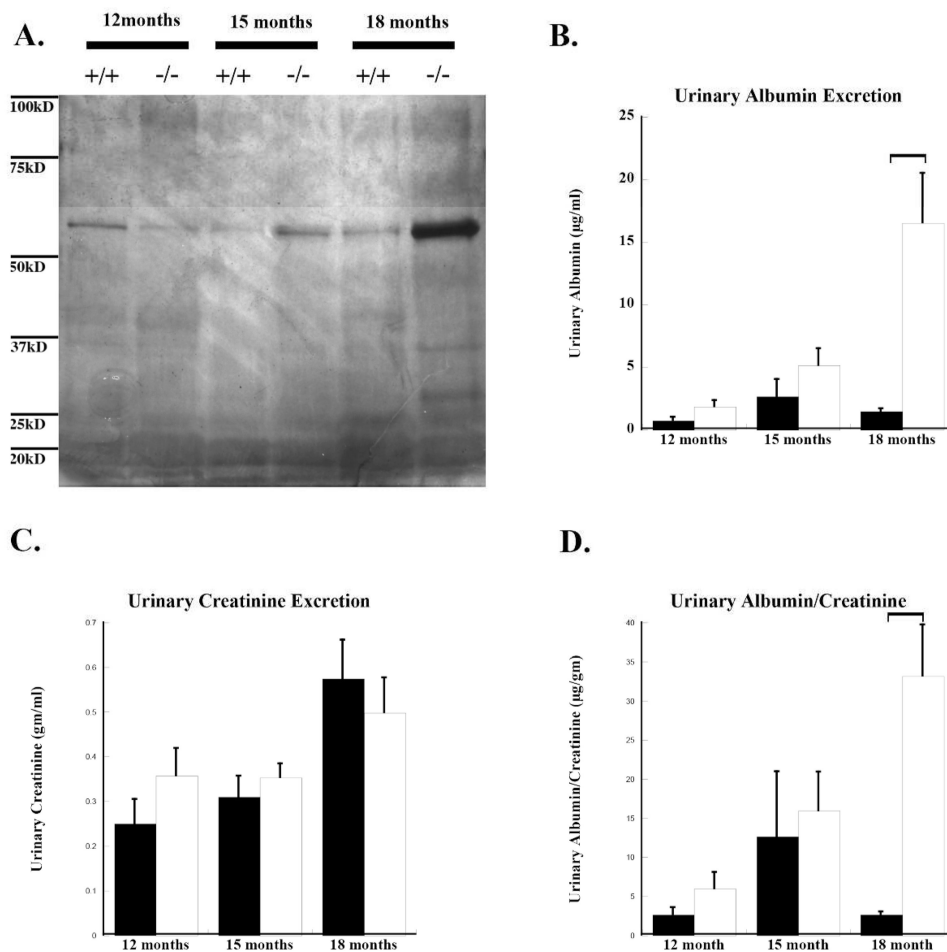 A.
12months 15 months 18 months
+/+ -/- +/+ -/- +/+ -/-
100kD
75kD
50kD
37kD
25kD
20kD
B.
Urinary Albumin Excretion
Urinary Albumin (µg/ml)
25
20
15
10
5
0
12 months 15 months 18 months
C.
Urinary Creatinine Excretion
Urinary Creatinine (gm/ml)
0.7
0.6
0.5
0.4
0.3
0.2
0.1
0
12 months 15 months 18 months
D.
Urinary Albumin/Creatinine
Urinary Albumin/Creatinine (µg/gm)
40
35
30
25
20
15
10
5
0
12 month 15 month 18 month